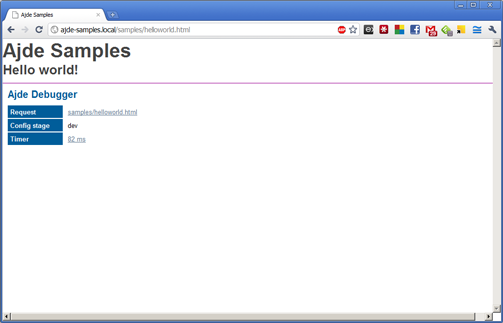 Ajde Samples
ajde-samples.local/samples/helloworld.html
Ajde Samples
Hello world!
Ajde Debugger
Request samples/helloworld.html
Config stage dev
Timer 82 ms